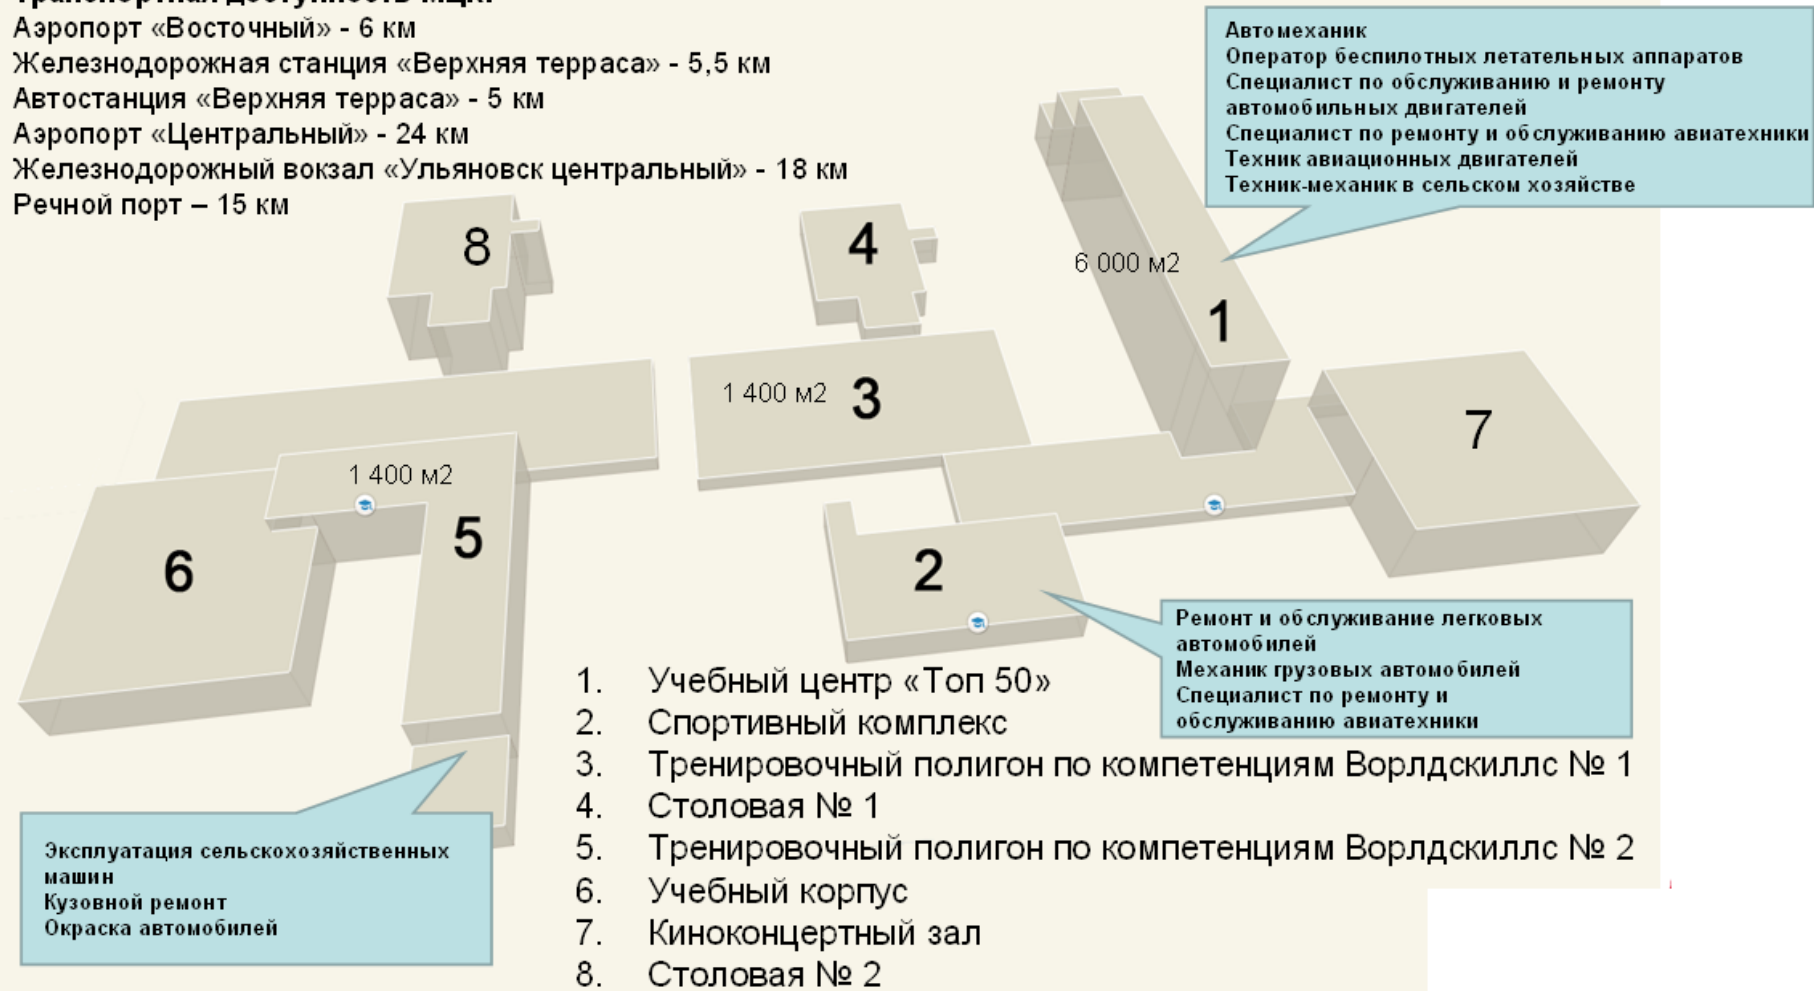 Транспортная доступность МЦК:
Аэропорт «Восточный» - 6 км
Железнодорожная станция «Верхняя терраса» - 5,5 км
Автостанция «Верхняя терраса» - 5 км
Аэропорт «Центральный» - 24 км
Железнодорожный вокзал «Ульяновск центральный» - 18 км
Речной порт – 15 км
Автомеханик
Оператор беспилотных летательных аппаратов
Специалист по обслуживанию и ремонту
автомобильных двигателей
Специалист по ремонту и обслуживанию авиатехники
Техник авиационных двигателей
Техник-механик в сельском хозяйстве
8
4
6 000 м2
1
1 400 м2
3
7
1 400 м2
5
6
2
Ремонт и обслуживание легковых
автомобилей
Механик грузовых автомобилей
Специалист по ремонту и
обслуживанию авиатехники
Эксплуатация сельскохозяйственных
машин
Кузовной ремонт
Окраска автомобилей
1. Учебный центр «Топ 50»
2. Спортивный комплекс
3. Тренировочный полигон по компетенциям Ворлдскиллс № 1
4. Столовая № 1
5. Тренировочный полигон по компетенциям Ворлдскиллс № 2
6. Учебный корпус
7. Киноконцертный зал
8. Столовая № 2